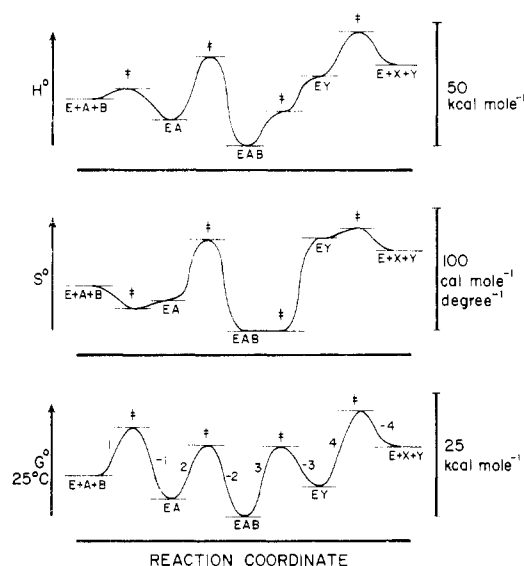 H°
E+A+B
‡
EA
‡
EAB
‡
EY
‡
E+X+Y
50
kcal mole⁻¹
S°
E+A+B
‡
EA
‡
EAB
‡
EY
‡
E+X+Y
100
cal mole⁻¹
degree⁻¹
G°
25°C
E+A+B
1
‡
-1
EA
2
‡
-2
EAB
3
‡
-3
EY
4
‡
-4
E+X+Y
25
kcal mole⁻¹
REACTION COORDINATE